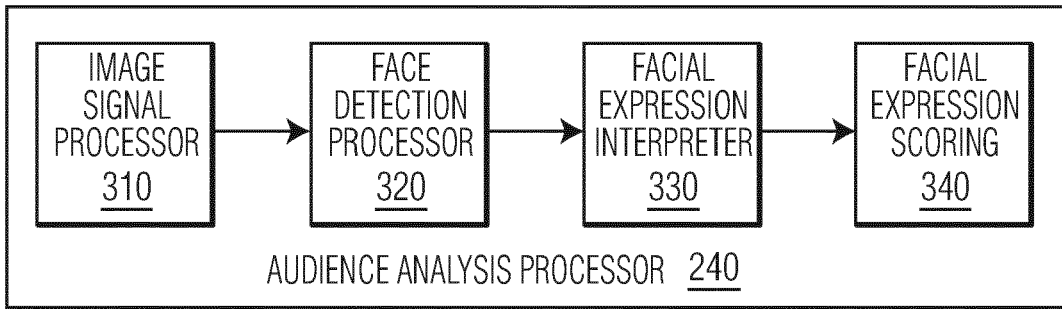 IMAGE
SIGNAL
PROCESSOR
310
FACE
DETECTION
PROCESSOR
320
FACIAL
EXPRESSION
INTERPRETER
330
FACIAL
EXPRESSION
SCORING
340
AUDIENCE ANALYSIS PROCESSOR 240